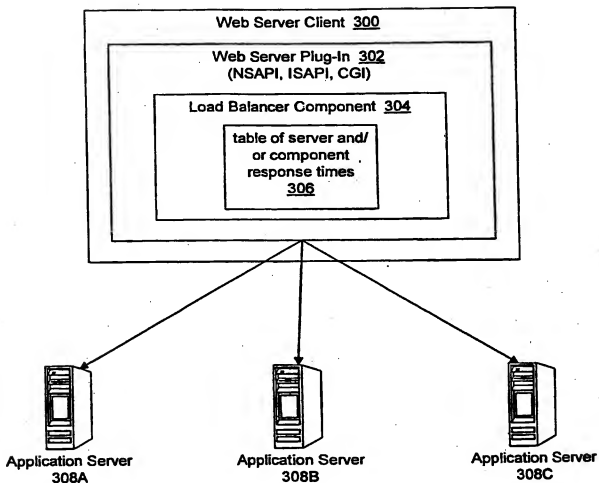 Web Server Client 300
Web Server Plug-In 302
(NSAPI, ISAPI, CGI)
Load Balancer Component 304
table of server and/
or component
response times
306
Application Server
308A
Application Server
308B
Application Server
308C